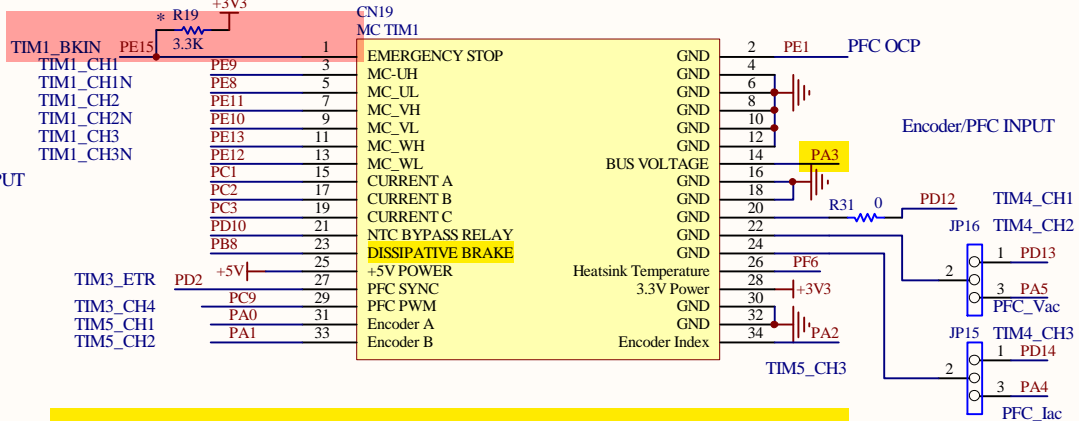 +3V3
* R19
3.3K
CN19
MC TIM1
TIM1_BKIN PE15 1 EMERGENCY STOP GND 2 PE1 PFC OCP
TIM1_CH1 PE9 3 MC-UH GND 4
TIM1_CH1N PE8 5 MC_UL GND 6
TIM1_CH2 PE11 7 MC_VH GND 8
TIM1_CH2N PE10 9 MC_VL GND 10
TIM1_CH3 PE13 11 MC_WH GND 12
Encoder/PFC INPUT
TIM1_CH3N PE12 13 MC_WL BUS VOLTAGE 14 PA3
PUT
PC1 15 CURRENT A GND 16
PC2 17 CURRENT B GND 18
PC3 19 CURRENT C GND 20 R31 0 PD12 TIM4_CH1
PD10 21 NTC BYPASS RELAY GND 22 JP16 TIM4_CH2
PB8 23 DISSIPATIVE BRAKE GND 24 1 PD13
+5V 25 +5V POWER Heatsink Temperature 26 PF6 2
TIM3_ETR PD2 27 PFC SYNC 3.3V Power 28 +3V3 3 PA5
TIM3_CH4 PC9 29 PFC PWM GND 30 PFC_Vac
TIM5_CH1 PA0 31 Encoder A GND 32
TIM5_CH2 PA1 33 Encoder B Encoder Index 34 PA2 JP15 TIM4_CH3
TIM5_CH3
1 PD14
2
3 PA4
PFC_Iac